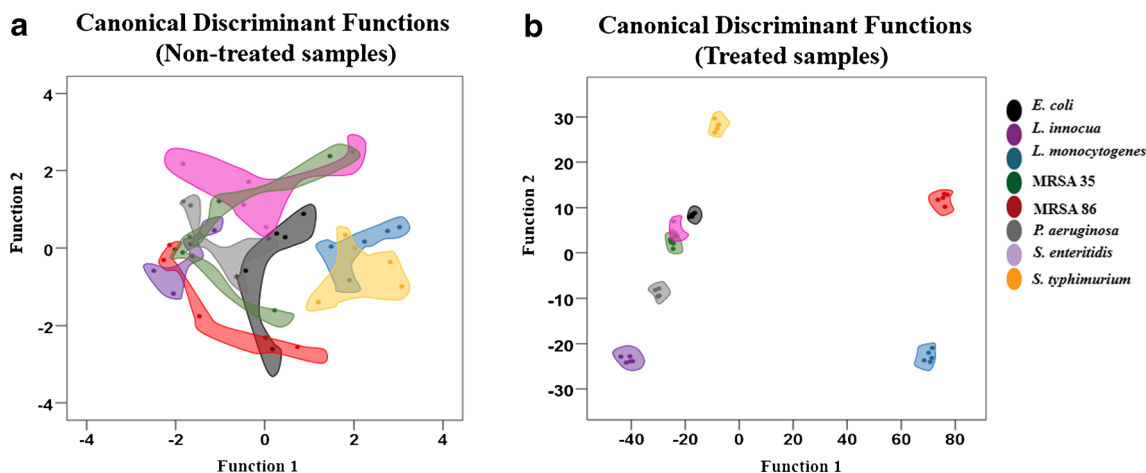 a
Canonical Discriminant Functions
(Non-treated samples)
Function 2
4
2
0
-2
-4
-4
-2
0
2
4
Function 1
b
Canonical Discriminant Functions
(Treated samples)
Function 2
30
20
10
0
-10
-20
-30
-40
-20
0
20
40
60
80
Function 1
E. coli
L. innocua
L. monocytogenes
MRSA 35
MRSA 86
P. aeruginosa
S. enteritidis
S. typhimurium